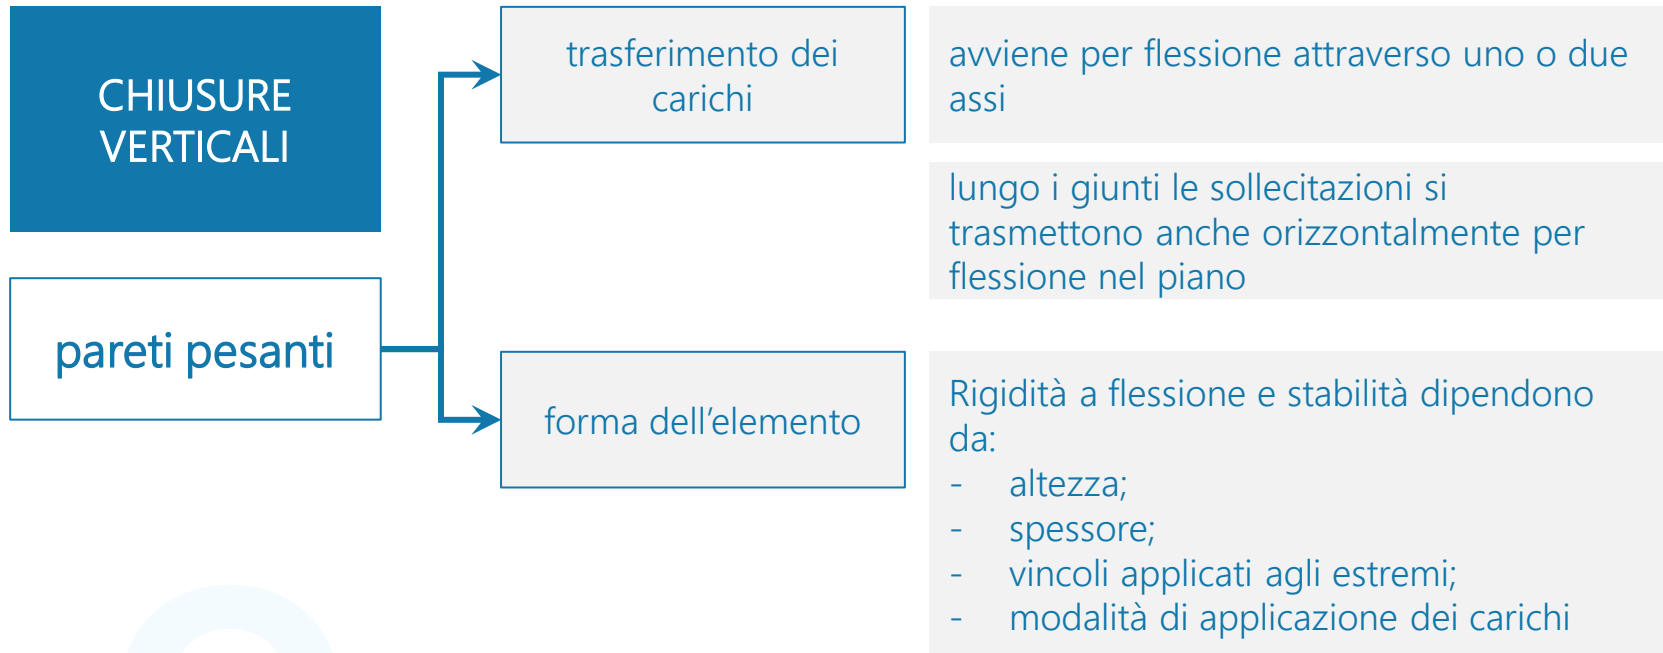 CHIUSURE
VERTICALI
pareti pesanti
trasferimento dei
carichi
avviene per flessione attraverso uno o due
assi
lungo i giunti le sollecitazioni si
trasmettono anche orizzontalmente per
flessione nel piano
forma dell’elemento
Rigidità a flessione e stabilità dipendono
da:
- altezza;
- spessore;
- vincoli applicati agli estremi;
- modalità di applicazione dei carichi